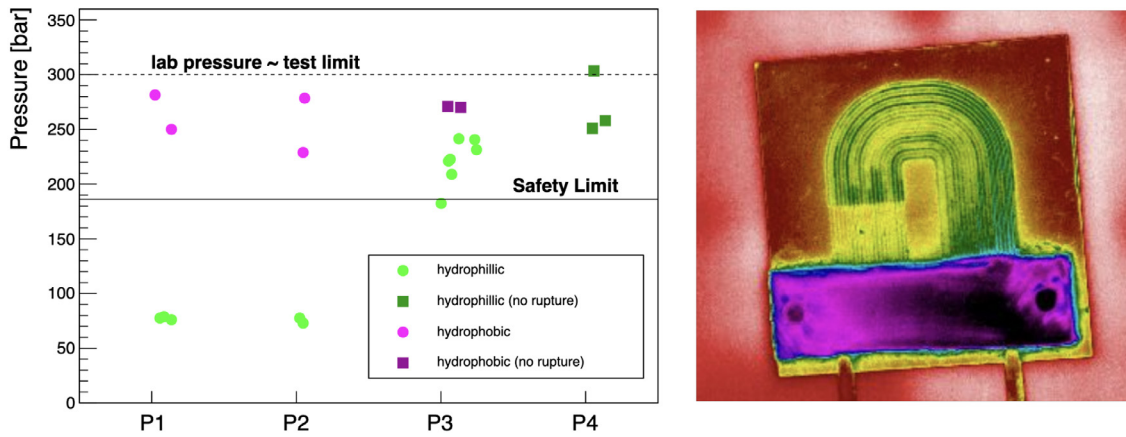 Pressure [bar]
350
300
250
200
150
100
50
0
lab pressure ~ test limit
Safety Limit
hydrophillic
hydrophillic (no rupture)
hydrophobic
hydrophobic (no rupture)
P1
P2
P3
P4